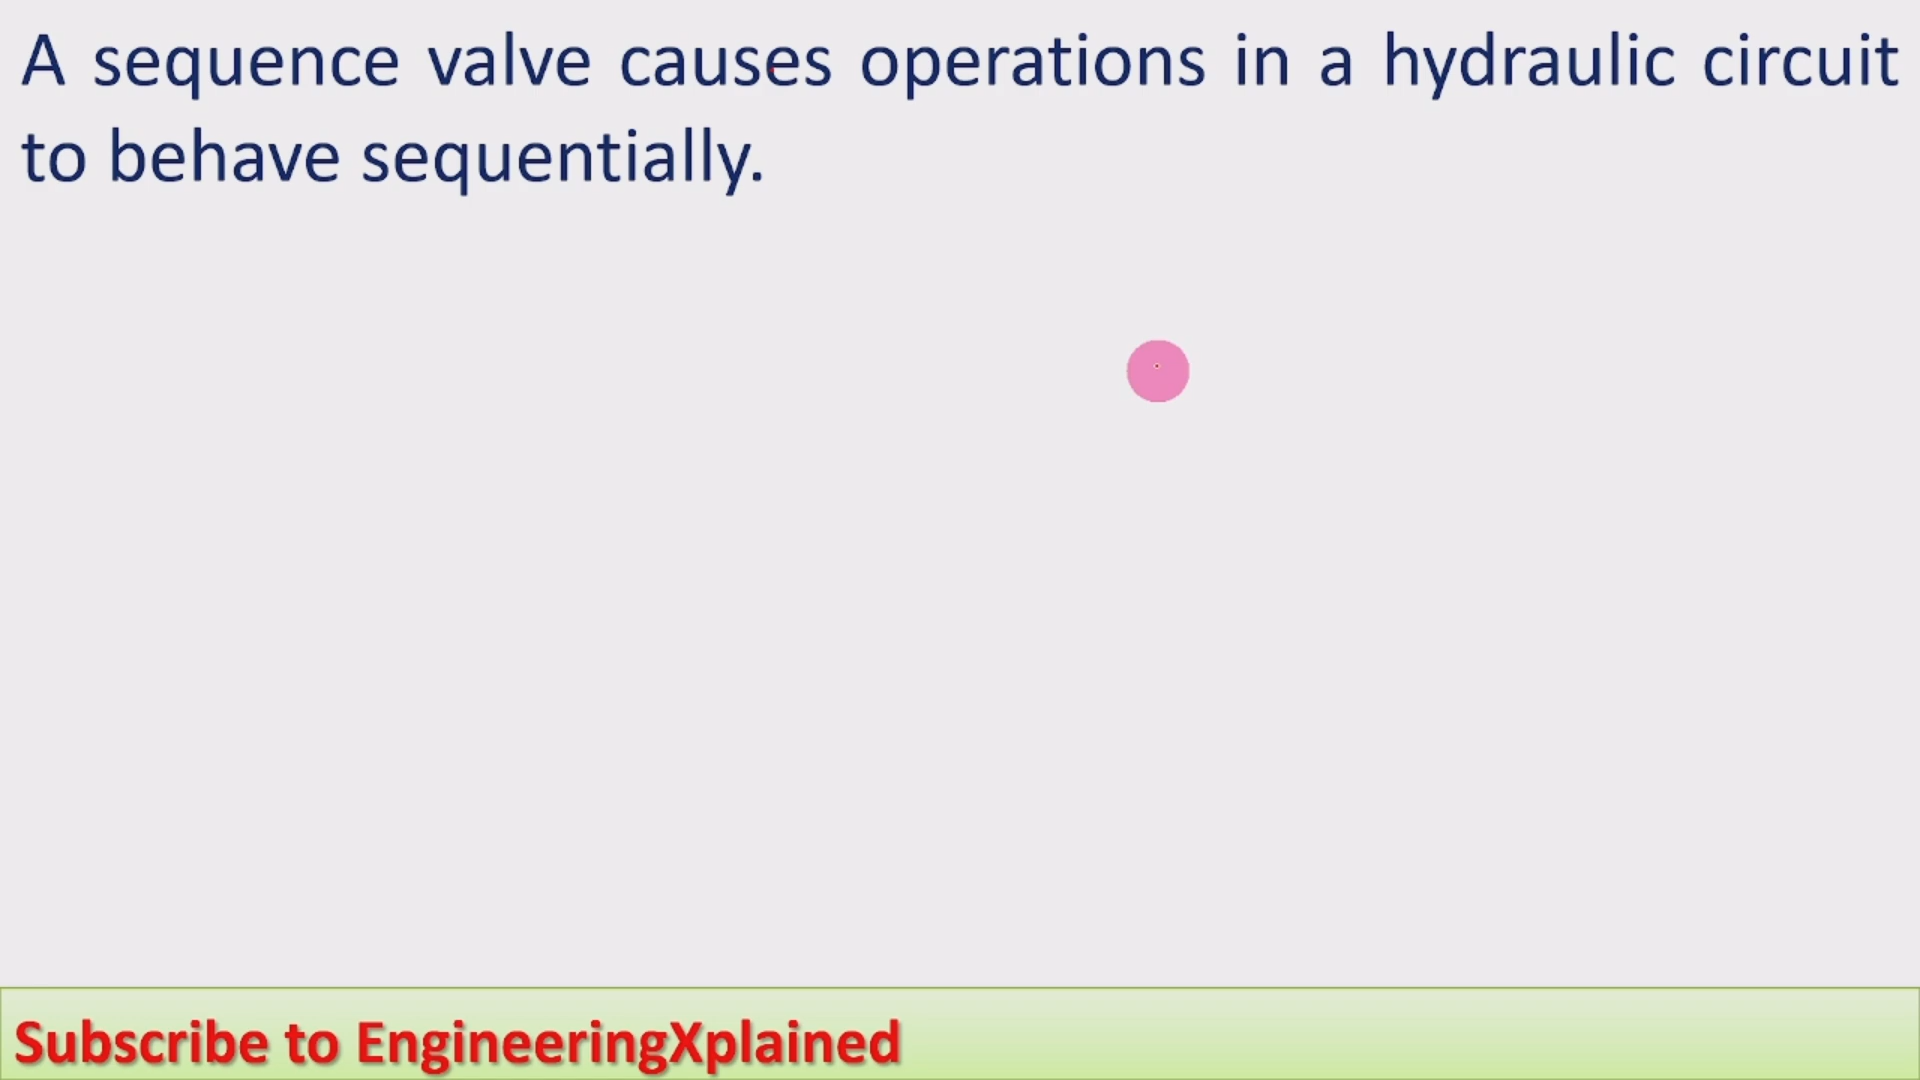 A sequence valve causes operations in a hydraulic circuit
to behave sequentially.
Subscribe to EngineeringXplained